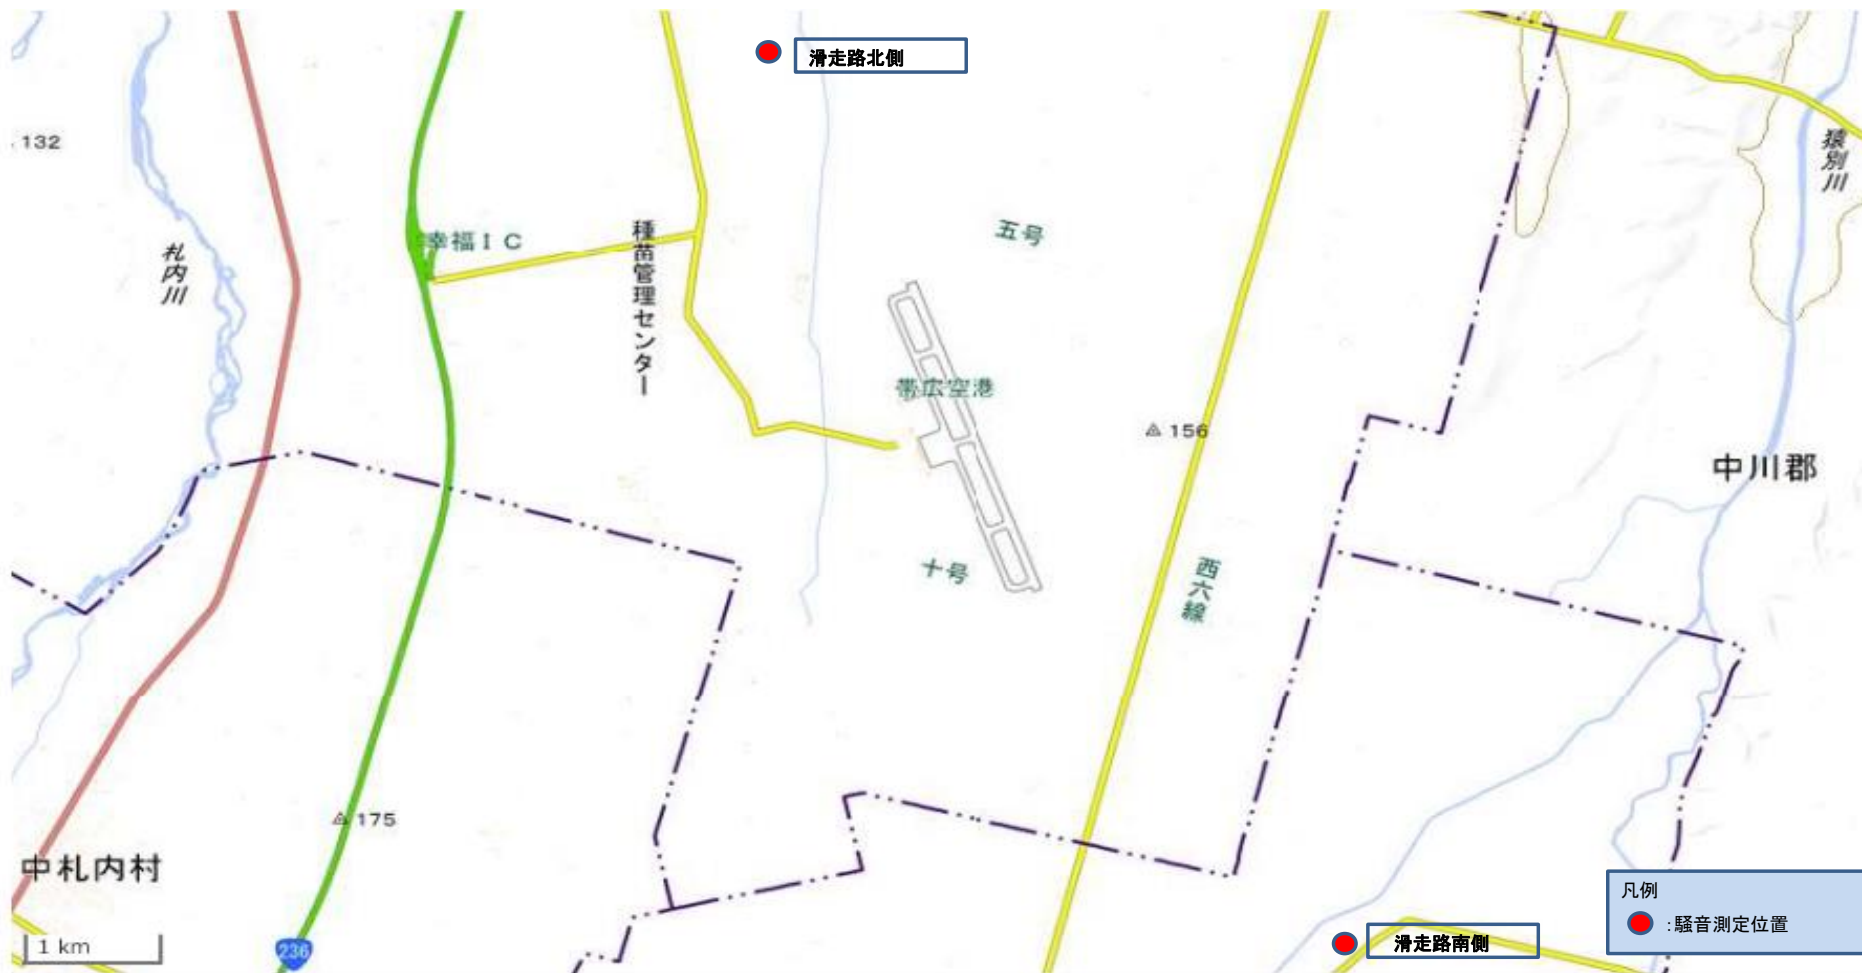 滑走路北側
132
猿別川
札内川
幸福IC
種苗管理センター
五号
帯広空港
156
中川郡
十号
西六線
175
中札内村
凡例
:騒音測定位置
滑走路南側
1 km
236